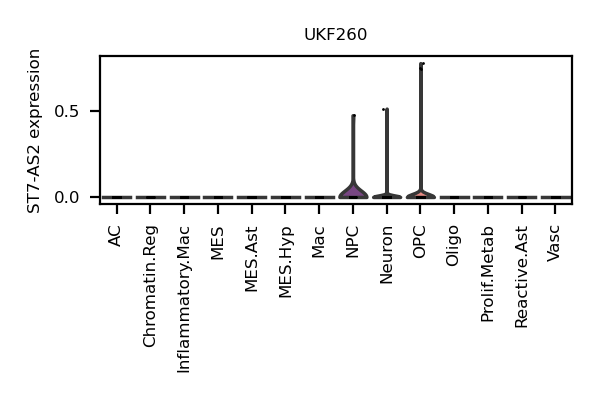 UKF260
ST7-AS2 expression
0.5
0.0
AC
Chromatin.Reg
Inflammatory.Mac
MES
MES.Ast
MES.Hyp
Mac
NPC
Neuron
OPC
Oligo
Prolif.Metab
Reactive.Ast
Vasc